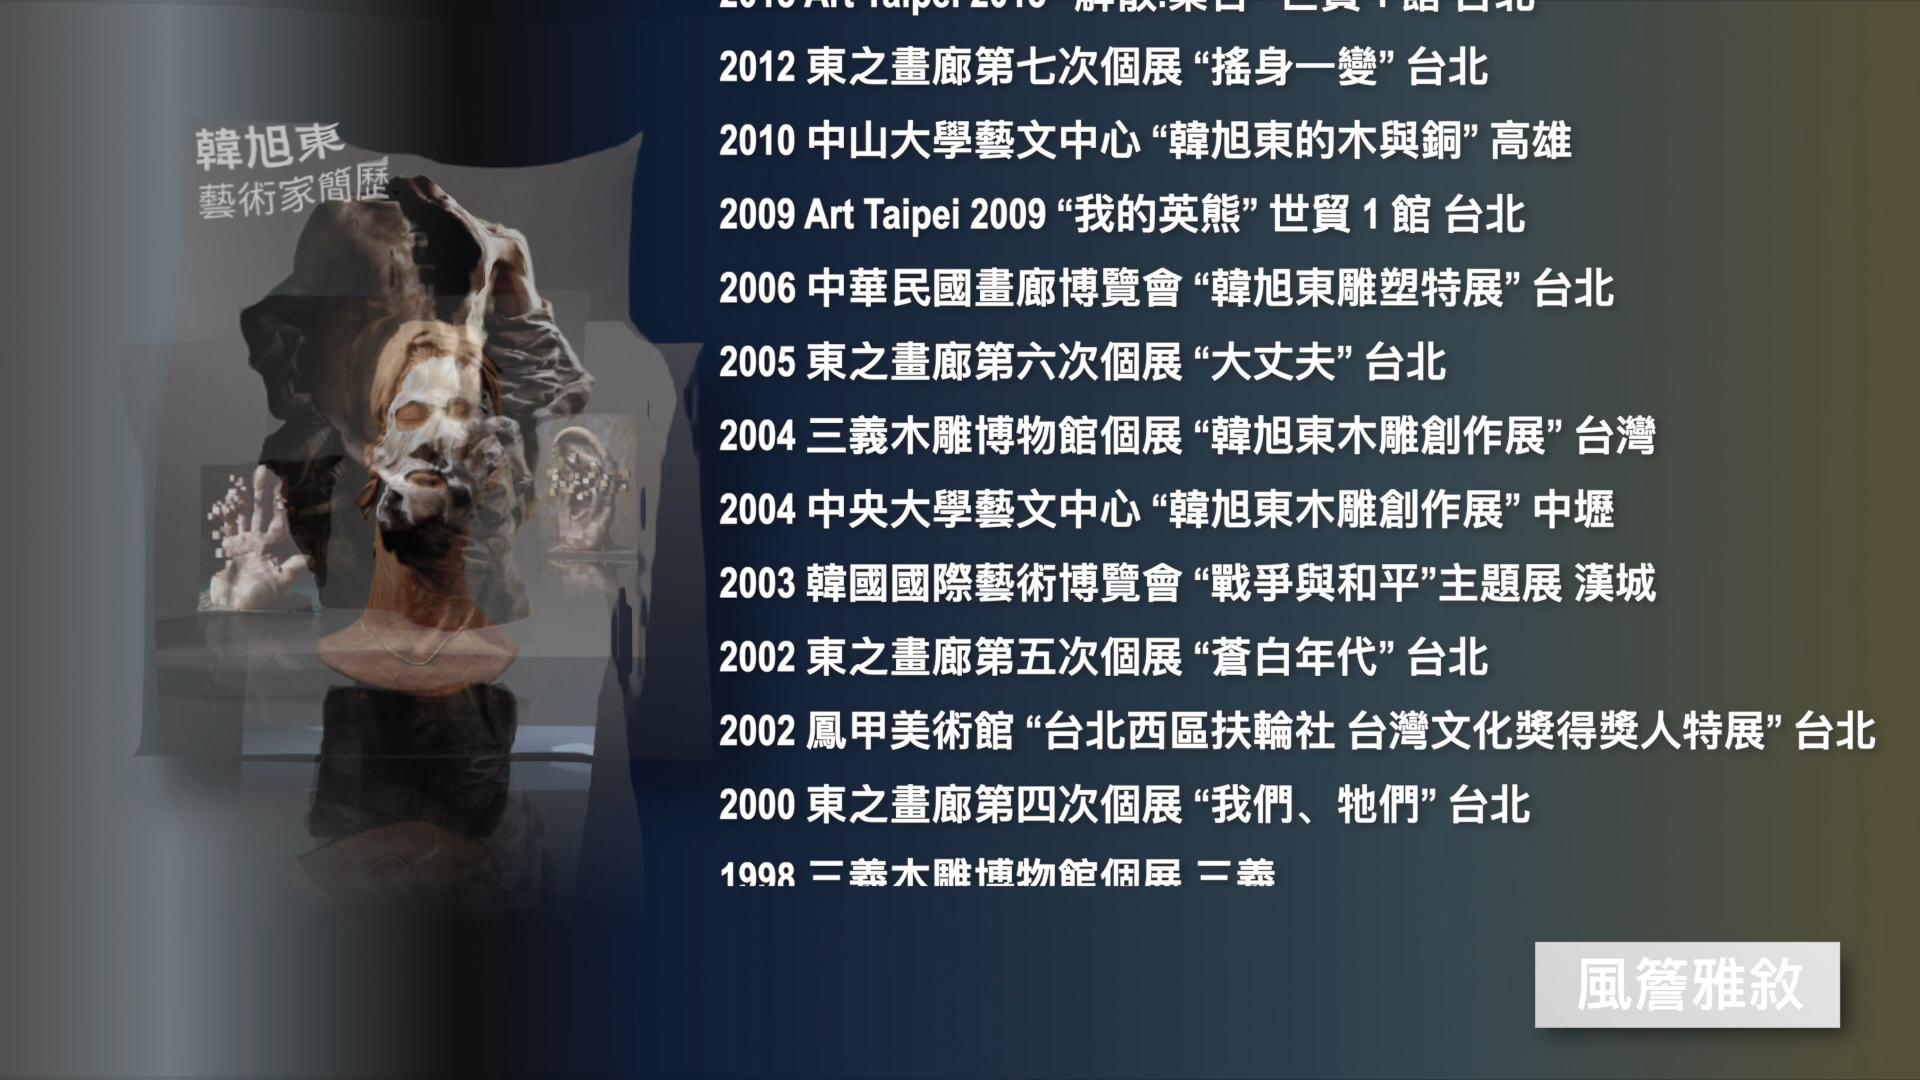 韓旭東
藝術家簡歷
2012 東之畫廊第七次個展 “搖身一變” 台北
2010 中山大學藝文中心 “韓旭東的木與銅” 高雄
2009 Art Taipei 2009 “我的英熊” 世貿 1 館 台北
2006 中華民國畫廊博覽會 “韓旭東雕塑特展” 台北
2005 東之畫廊第六次個展 “大丈夫” 台北
2004 三義木雕博物館個展 “韓旭東木雕創作展” 台灣
2004 中央大學藝文中心 “韓旭東木雕創作展” 中壢
2003 韓國國際藝術博覽會 “戰爭與和平”主題展 漢城
2002 東之畫廊第五次個展 “蒼白年代” 台北
2002 鳳甲美術館 “台北西區扶輪社 台灣文化獎得獎人特展” 台北
2000 東之畫廊第四次個展 “我們、牠們” 台北
1998 三義木雕博物館個展 三義
風簷雅敘